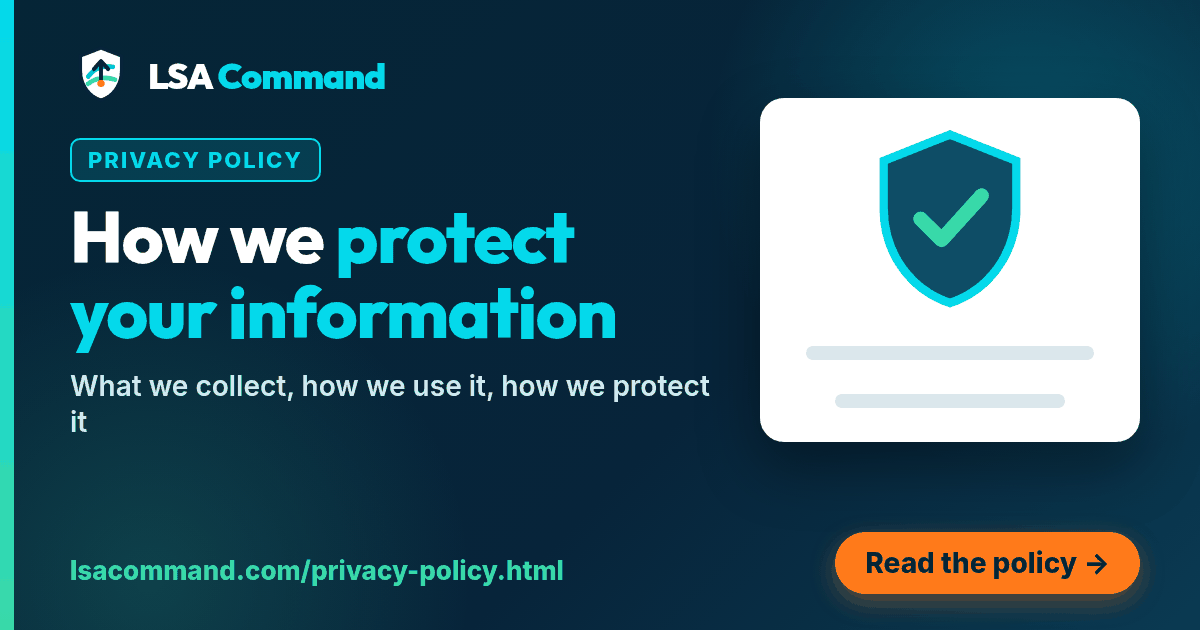 LSA Command
PRIVACY POLICY
How we protect
your information
What we collect, how we use it, how we protect
it
lsacommand.com/privacy-policy.html
Read the policy →